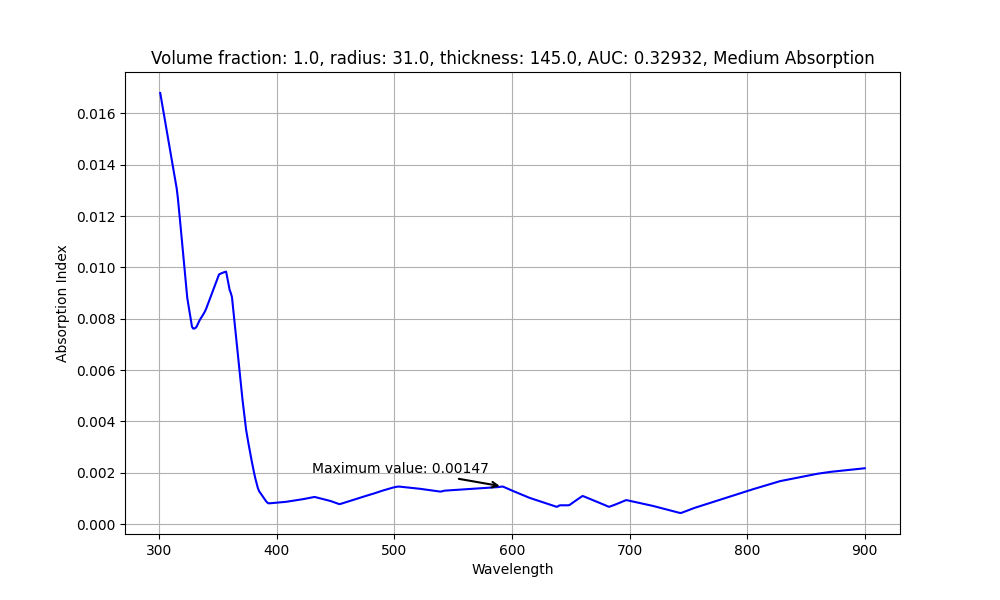 Volume fraction: 1.0, radius: 31.0, thickness: 145.0, AUC: 0.32932, Medium Absorption
Absorption Index
0.016
0.014
0.012
0.010
0.008
0.006
0.004
0.002
0.000
Maximum value: 0.00147
300 400 500 600 700 800 900
Wavelength